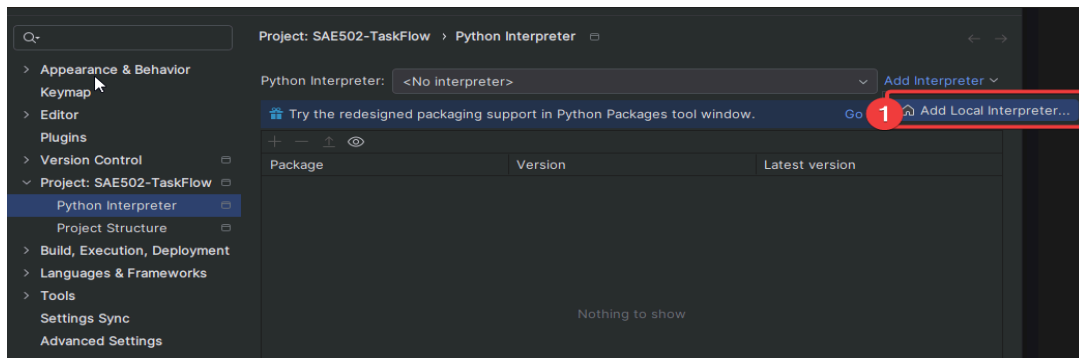 Project: SAE502-TaskFlow › Python Interpreter
Appearance & Behavior
Keymap
Editor
Plugins
Version Control
Project: SAE502-TaskFlow
Python Interpreter
Project Structure
Build, Execution, Deployment
Languages & Frameworks
Tools
Settings Sync
Advanced Settings
Python Interpreter: <No interpreter> Add Interpreter
1 Add Local Interpreter...
Try the redesigned packaging support in Python Packages tool window. Go
Package Version Latest version
Nothing to show